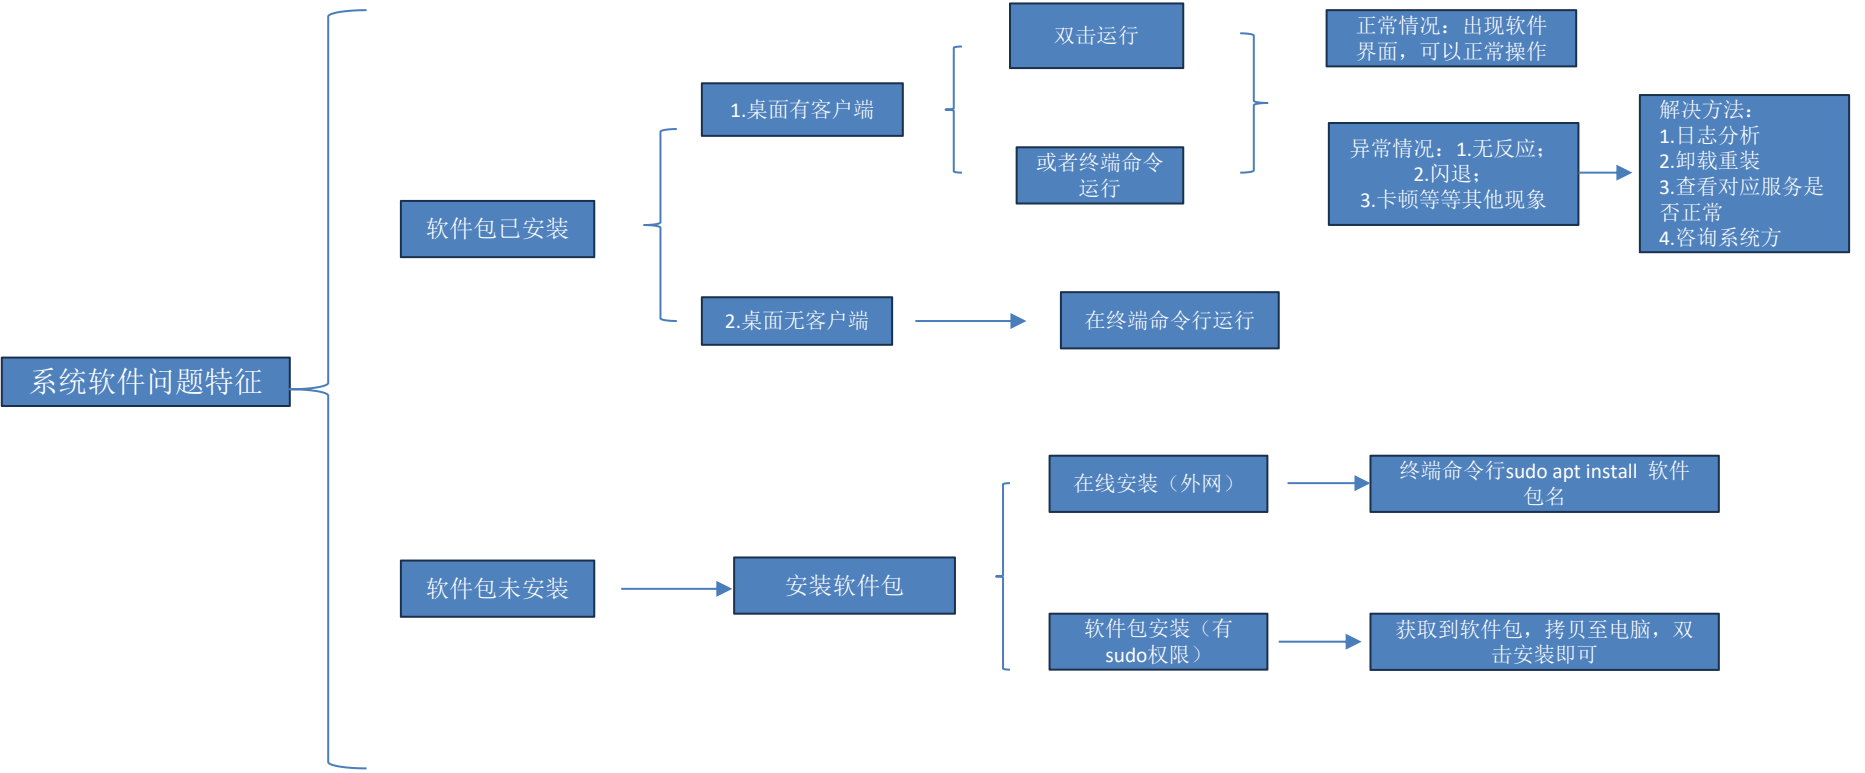 系统软件问题特征
软件包已安装
1.桌面有客户端
双击运行
或者终端命令
运行
正常情况：出现软件
界面，可以正常操作
异常情况：1.无反应；
2.闪退；
3.卡顿等等其他现象
解决方法：
1.日志分析
2.卸载重装
3.查看对应服务是
否正常
4.咨询系统方
2.桌面无客户端
在终端命令行运行
软件包未安装
安装软件包
在线安装（外网）
终端命令行sudo apt install 软件
包名
软件包安装（有
sudo权限）
获取到软件包，拷贝至电脑，双
击安装即可